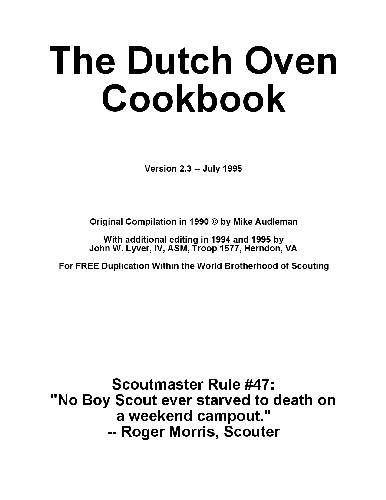 The Dutch Oven
Cookbook
Version 2.3 -- July 1995
Original Compilation in 1990 © by Mike Audleman
With additional editing in 1994 and 1995 by
John W. Lyver, IV, ASM, Troop 1577, Herndon, VA
For FREE Duplication Within the World Brotherhood of Scouting
Scoutmaster Rule #47:
"No Boy Scout ever starved to death on
a weekend campout."
-- Roger Morris, Scouter